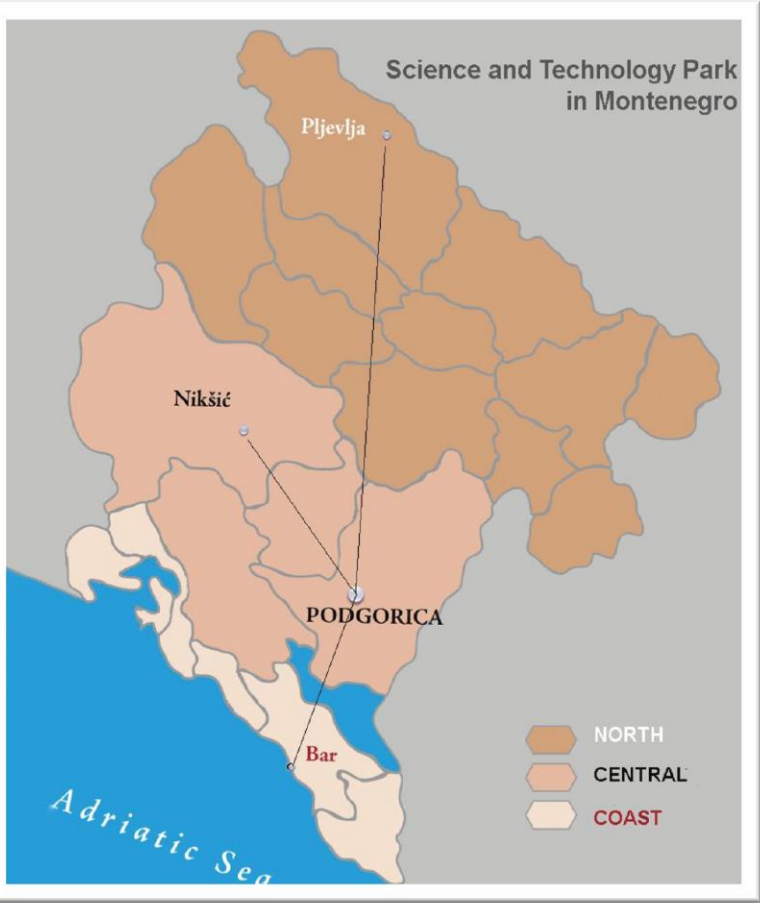 Science and Technology Park
in Montenegro
Pljevlja
Nikšić
PODGORICA
Bar
NORTH
CENTRAL
COAST
Adriatic Sea